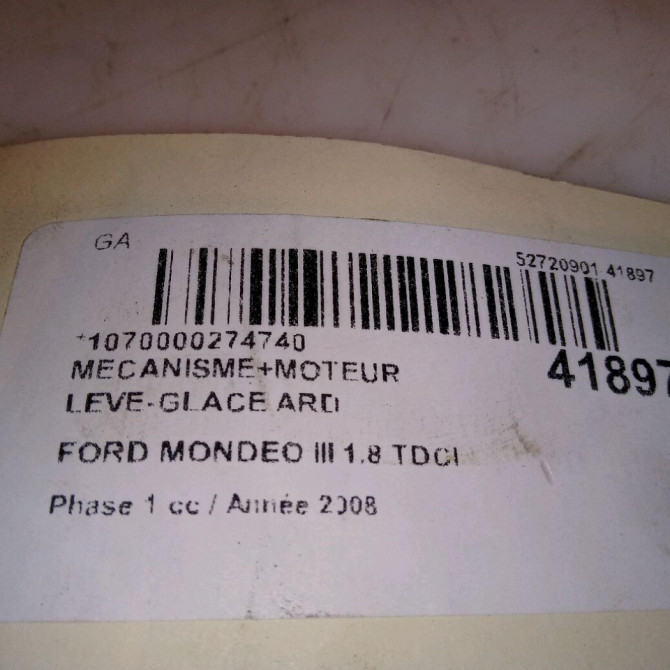 GA
52720901 41897
*1070000274740
41897
MECANISME+MOTEUR
LEVE-GLACE ARD
FORD MONDEO III 1.8 TDCI
Phase 1 cc / Année 2008